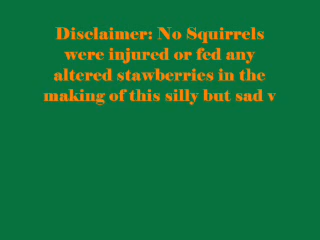 Disclaimer: No Squirrels
were injured or fed any
altered stawberries in the
making of this silly but sad v